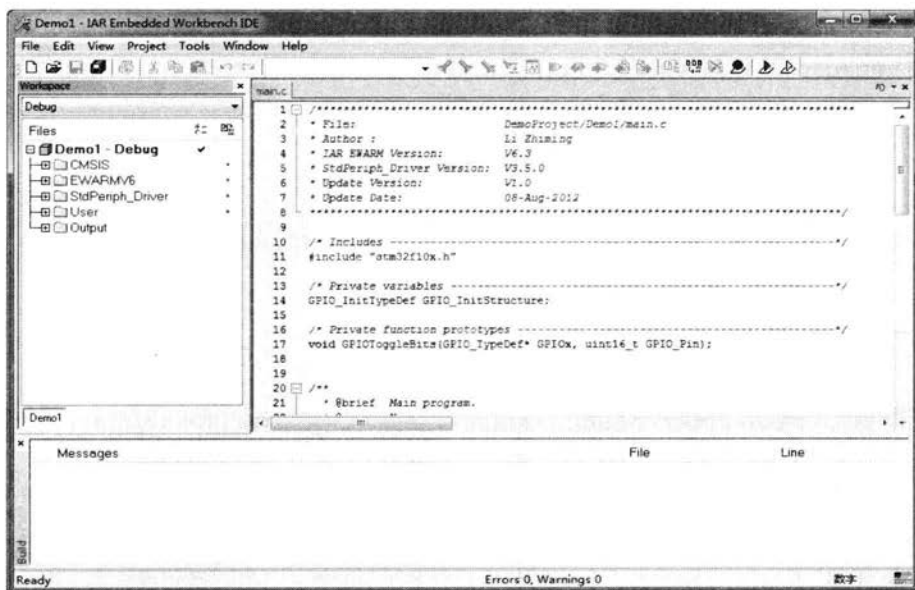 Demo1 - IAR Embedded Workbench IDE
File Edit View Project Tools Window Help
Workspace
main.c
Debug
Files
Demo1 - Debug
CMSIS
EWARMV6
StdPeriph_Driver
User
Output
Demo1
1 /****************************************************************************
2 * File: DemoProject/Demo1/main.c
3 * Author : Li Zhiming
4 * IAR EWARM Version: V6.3
5 * StdPeriph_Driver Version: V3.5.0
6 * Update Version: V1.0
7 * Update Date: 08-Aug-2012
8 ****************************************************************************/
9
10 /* Includes ----------------------------------------------------------------*/
11 #include "stm32f10x.h"
12
13 /* Private variables -------------------------------------------------------*/
14 GPIO_InitTypeDef GPIO_InitStructure;
15
16 /* Private function prototypes ---------------------------------------------*/
17 void GPIOToggleBits(GPIO_TypeDef* GPIOx, uint16_t GPIO_Pin);
18
19
20 /**
21 * @brief Main program.
Messages File Line
Build
Ready Errors 0, Warnings 0 数字